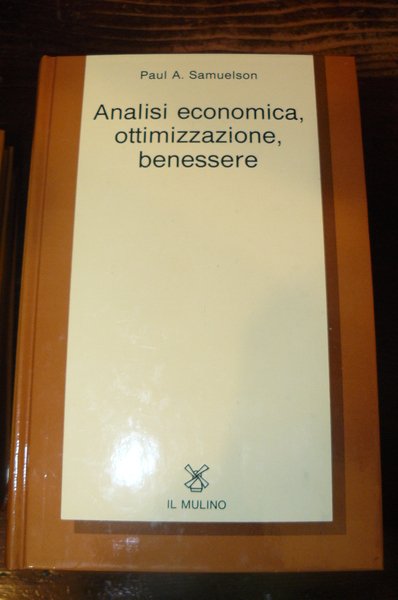 Paul A. Samuelson
Analisi economica,
ottimizzazione,
benessere
IL MULINO